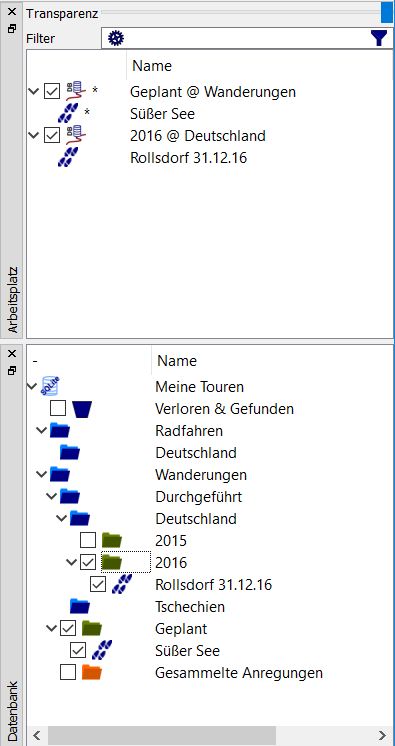 Transparenz
Filter
Name
* Geplant @ Wanderungen
* Süßer See
2016 @ Deutschland
Rollsdorf 31.12.16
Arbeitsplatz
- Name
SQLite Meine Touren
Verloren & Gefunden
Radfahren
Deutschland
Wanderungen
Durchgeführt
Deutschland
2015
2016
Rollsdorf 31.12.16
Tschechien
Geplant
Süßer See
Gesammelte Anregungen
Datenbank